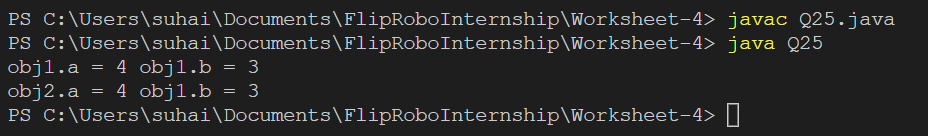 PS C:\Users\suhai\Documents\FlipRoboInternship\Worksheet-4> javac Q25.java
PS C:\Users\suhai\Documents\FlipRoboInternship\Worksheet-4> java Q25
obj1.a = 4 obj1.b = 3
obj2.a = 4 obj1.b = 3
PS C:\Users\suhai\Documents\FlipRoboInternship\Worksheet-4>